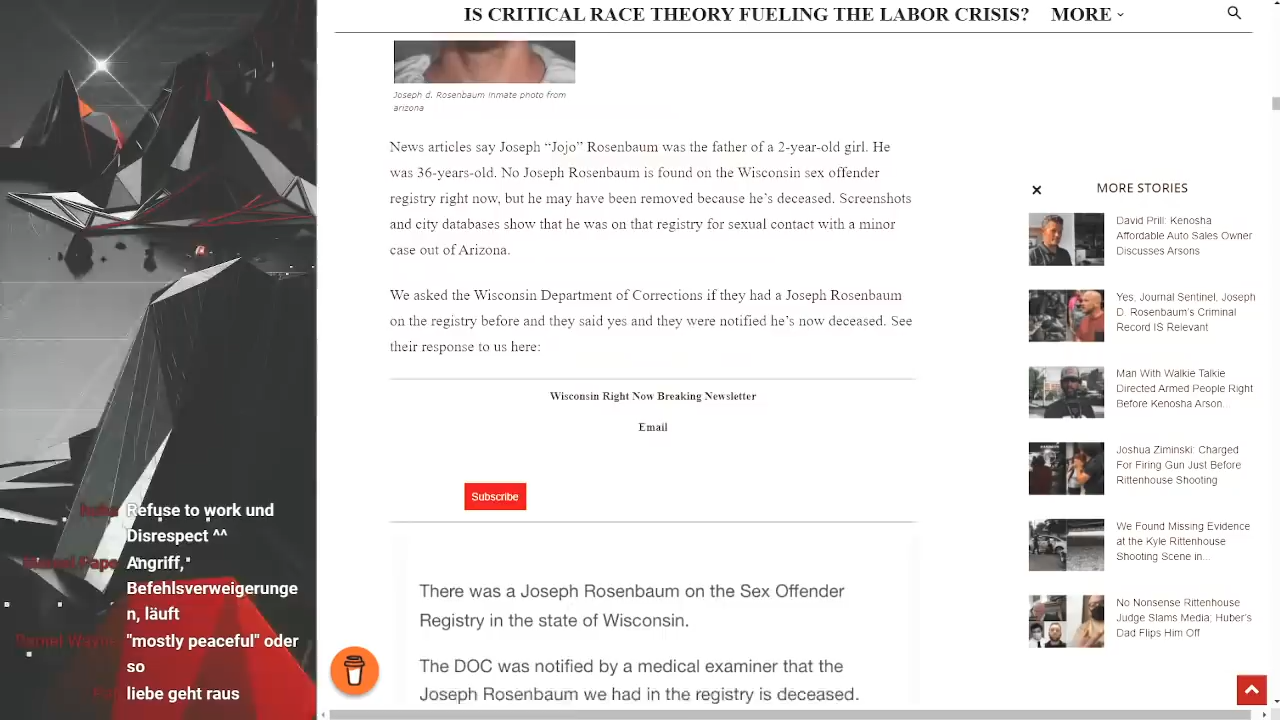 IS CRITICAL RACE THEORY FUELING THE LABOR CRISIS? MORE
Joseph d. Rosenbaum inmate photo from
arizona
News articles say Joseph “Jojo” Rosenbaum was the father of a 2-year-old girl. He
was 36-years-old. No Joseph Rosenbaum is found on the Wisconsin sex offender
registry right now, but he may have been removed because he’s deceased. Screenshots
and city databases show that he was on that registry for sexual contact with a minor
case out of Arizona.
We asked the Wisconsin Department of Corrections if they had a Joseph Rosenbaum
on the registry before and they said yes and they were notified he’s now deceased. See
their response to us here:
Wisconsin Right Now Breaking Newsletter
Email
Subscribe
There was a Joseph Rosenbaum on the Sex Offender
Registry in the state of Wisconsin.
The DOC was notified by a medical examiner that the
Joseph Rosenbaum we had in the registry is deceased.
MORE STORIES
David Prill: Kenosha
Affordable Auto Sales Owner
Discusses Arsons
Yes, Journal Sentinel, Joseph
D. Rosenbaum’s Criminal
Record IS Relevant
Man With Walkie Talkie
Directed Armed People Right
Before Kenosha Arson...
Joshua Ziminski: Charged
For Firing Gun Just Before
Rittenhouse Shooting
We Found Missing Evidence
at the Kyle Rittenhouse
Shooting Scene in...
No Nonsense Rittenhouse
Judge Slams Media; Huber’s
Dad Flips Him Off
Refuse to work und
Disrespect ^^
Angriff,
Befehlsverweigerunge
n, läuft
Daniel Wayne "mostly peaceful" oder
so
liebe geht raus